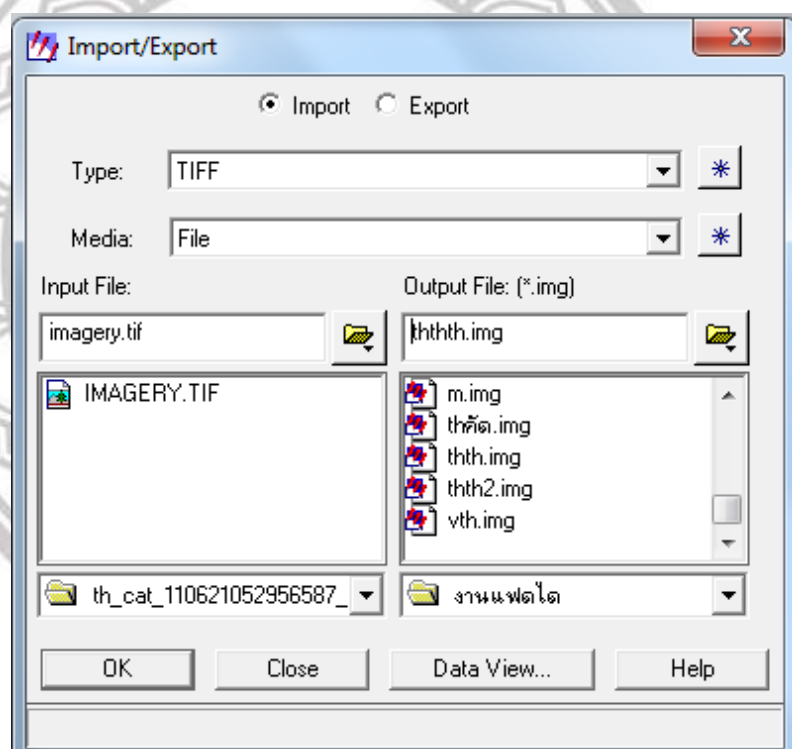 Import/Export
Import Export
Type: TIFF
Media: File
Input File: Output File: (*.img)
imagery.tif ththth.img
IMAGERY.TIF
m.img
thคัด.img
thth.img
thth2.img
vth.img
th_cat_110621052956587_ งานแฟดได
OK Close Data View... Help